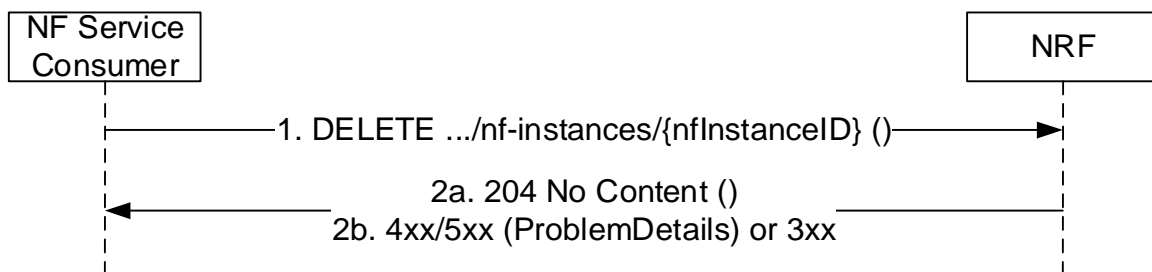 NF Service
Consumer
NRF
1. DELETE .../nf-instances/{nfInstanceID} ()
2a. 204 No Content ()
2b. 4xx/5xx (ProblemDetails) or 3xx